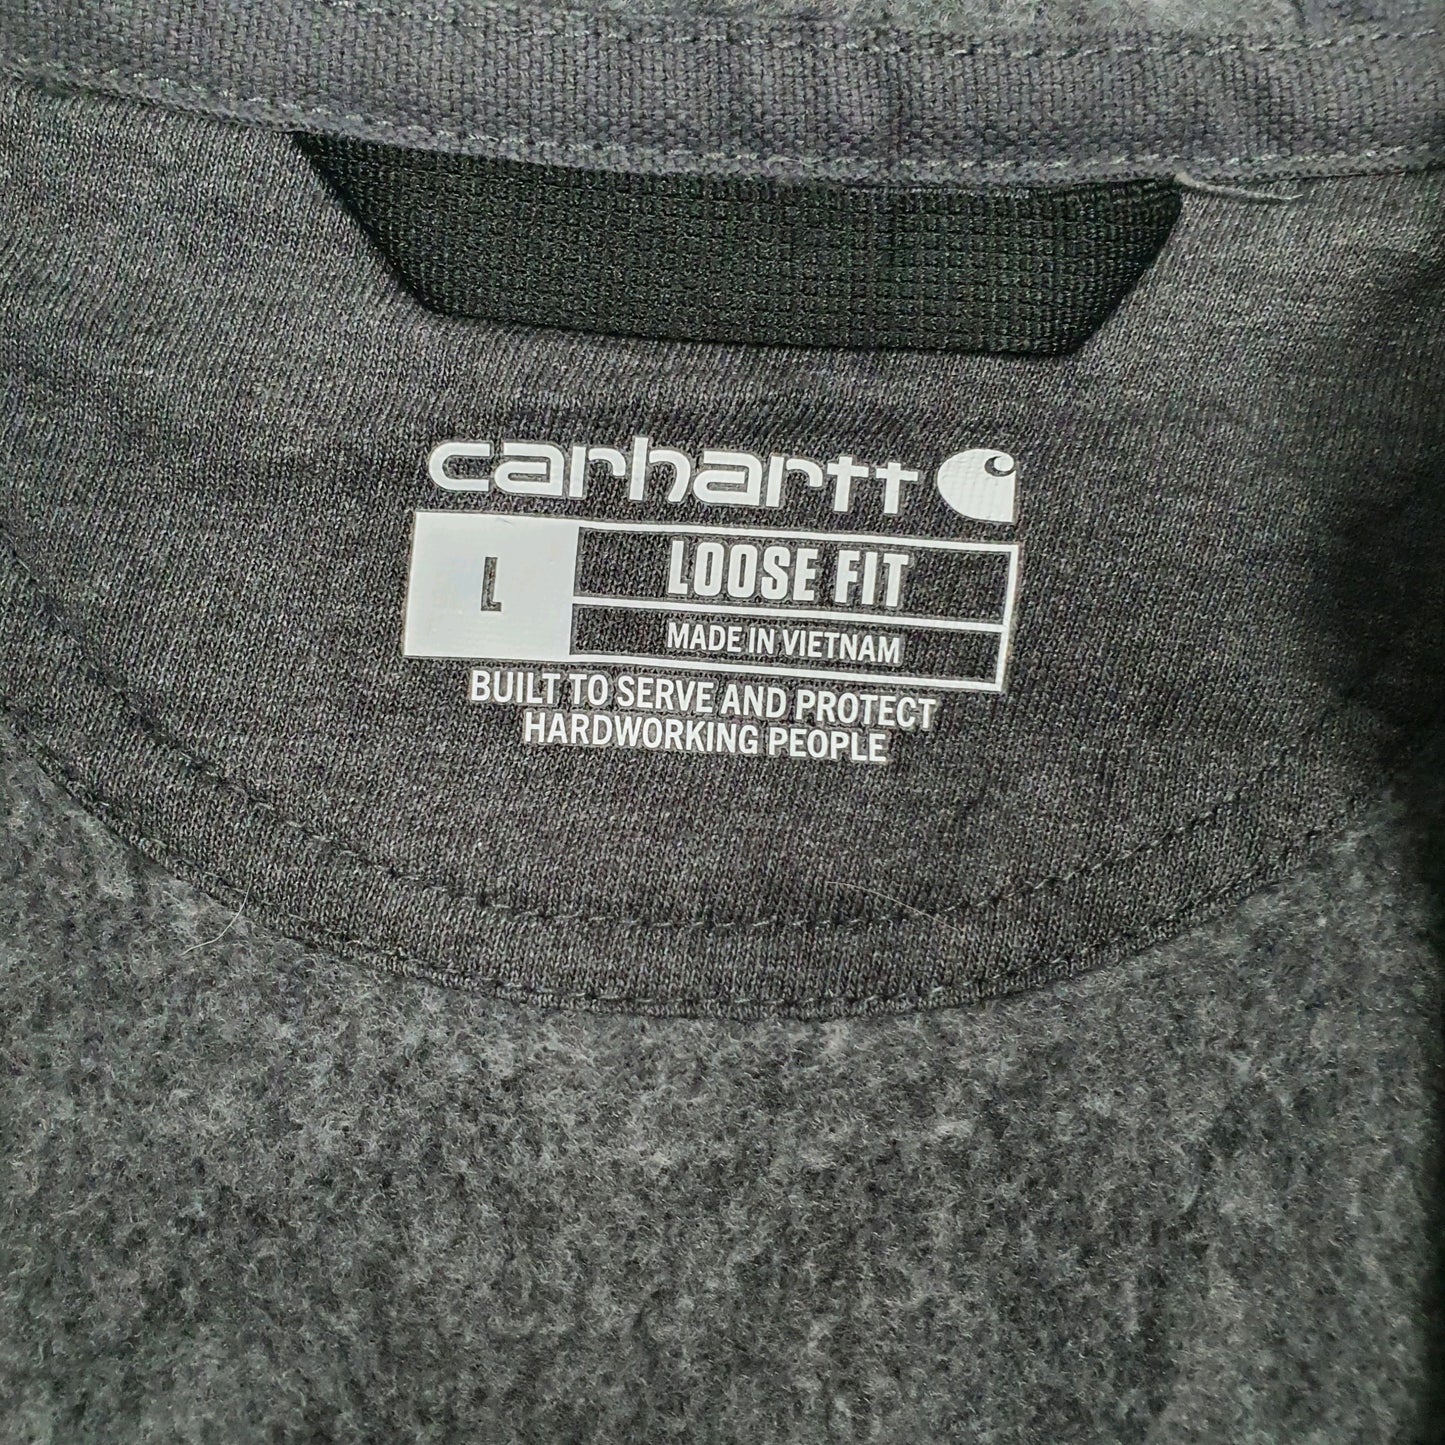 carhartt
L
LOOSE FIT
MADE IN VIETNAM
BUILT TO SERVE AND PROTECT
HARDWORKING PEOPLE